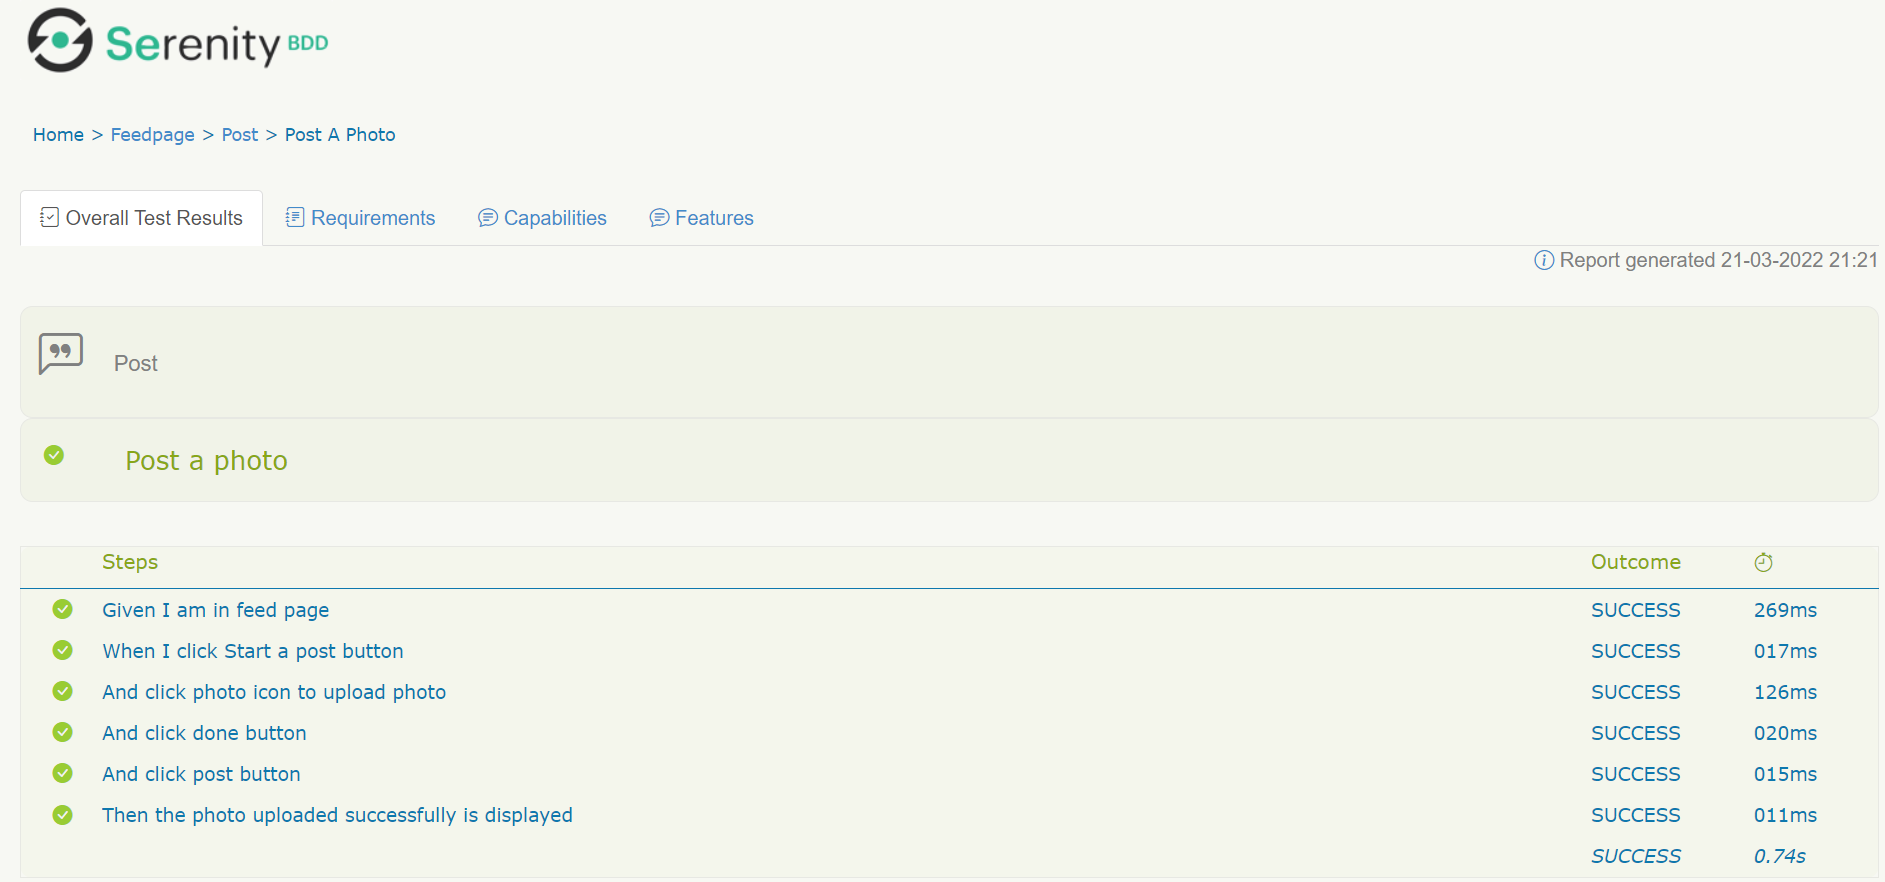 Serenity BDD
Home > Feedpage > Post > Post A Photo
Overall Test Results Requirements Capabilities Features
Report generated 21-03-2022 21:21
Post
Post a photo
Steps Outcome
Given I am in feed page SUCCESS 269ms
When I click Start a post button SUCCESS 017ms
And click photo icon to upload photo SUCCESS 126ms
And click done button SUCCESS 020ms
And click post button SUCCESS 015ms
Then the photo uploaded successfully is displayed SUCCESS 011ms
SUCCESS 0.74s